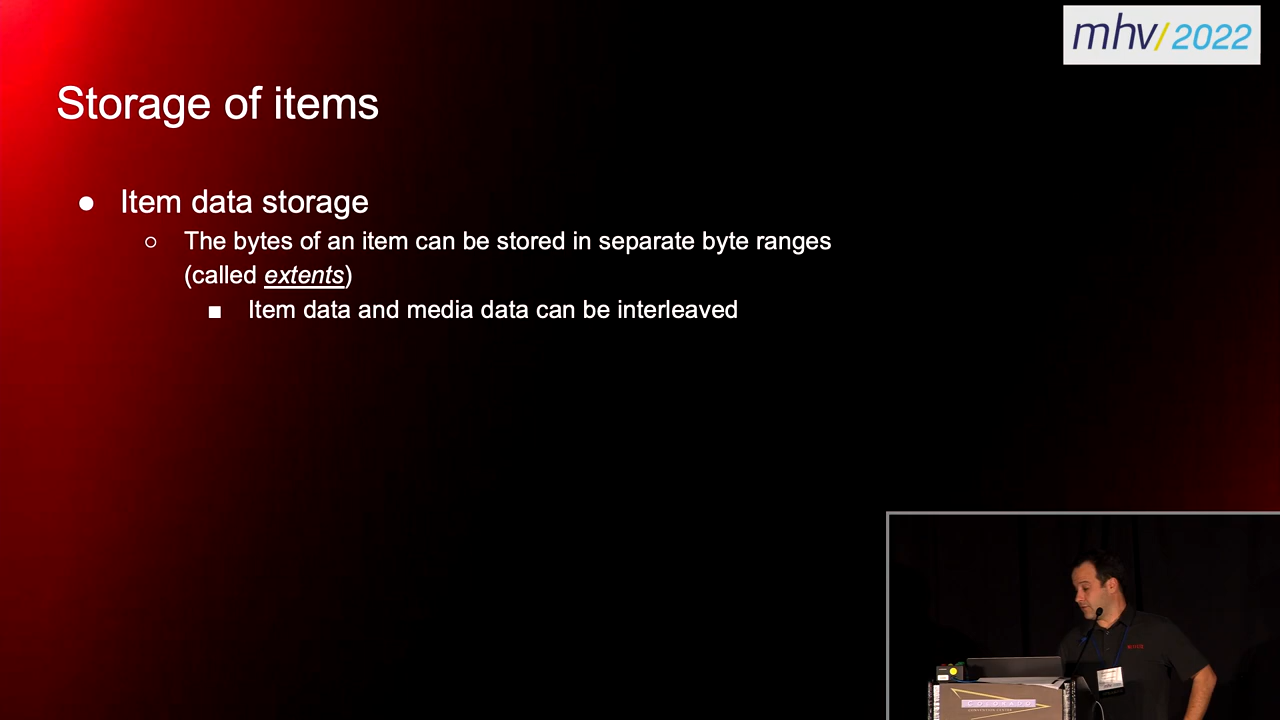 mhv/2022
Storage of items
● Item data storage
○ The bytes of an item can be stored in separate byte ranges
(called extents)
■ Item data and media data can be interleaved
COLORADO